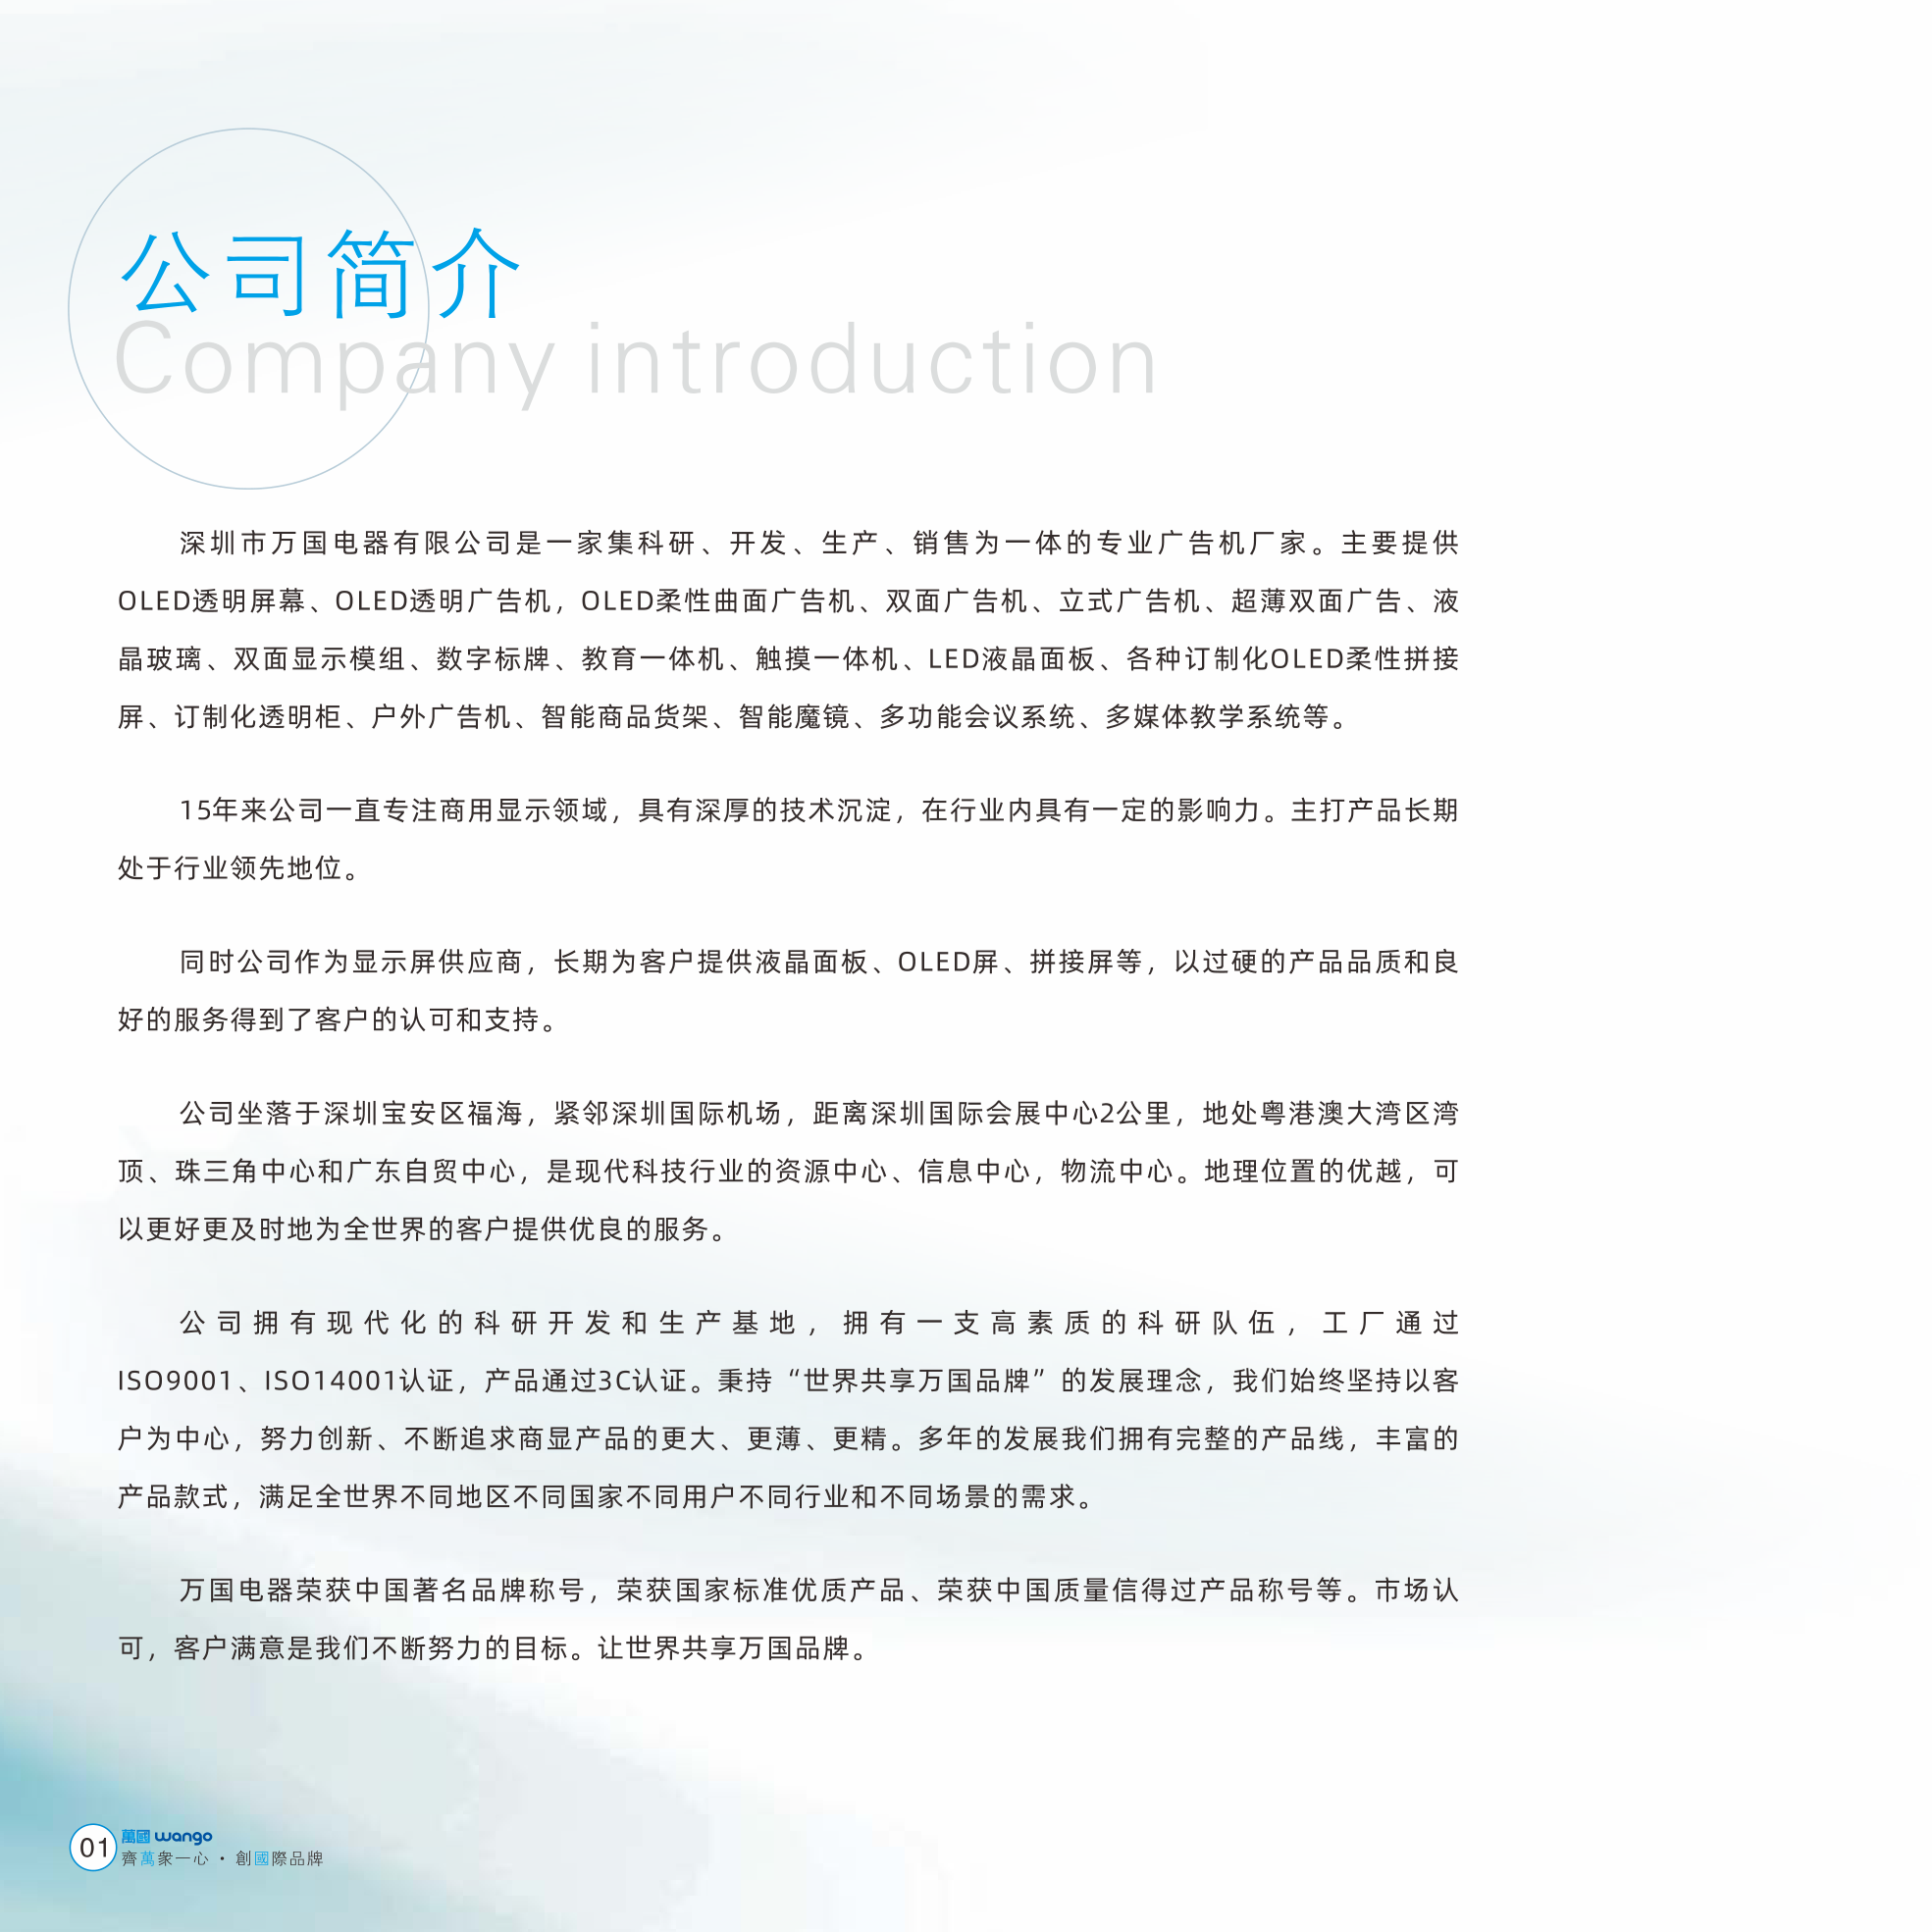 公司简介
Company introduction
深圳市万国电器有限公司是一家集科研、开发、生产、销售为一体的专业广告机厂家。主要提供
OLED透明屏幕、OLED透明广告机，OLED柔性曲面广告机、双面广告机、立式广告机、超薄双面广告、液
晶玻璃、双面显示模组、数字标牌、教育一体机、触摸一体机、LED液晶面板、各种订制化OLED柔性拼接
屏、订制化透明柜、户外广告机、智能商品货架、智能魔镜、多功能会议系统、多媒体教学系统等。
15年来公司一直专注商用显示领域，具有深厚的技术沉淀，在行业内具有一定的影响力。主打产品长期
处于行业领先地位。
同时公司作为显示屏供应商，长期为客户提供液晶面板、OLED屏、拼接屏等，以过硬的产品品质和良
好的服务得到了客户的认可和支持。
公司坐落于深圳宝安区福海，紧邻深圳国际机场，距离深圳国际会展中心2公里，地处粤港澳大湾区湾
顶、珠三角中心和广东自贸中心，是现代科技行业的资源中心、信息中心，物流中心。地理位置的优越，可
以更好更及时地为全世界的客户提供优良的服务。
公司拥有现代化的科研开发和生产基地，拥有一支高素质的科研队伍，工厂通过
ISO9001、ISO14001认证，产品通过3C认证。秉持“世界共享万国品牌”的发展理念，我们始终坚持以客
户为中心，努力创新、不断追求商显产品的更大、更薄、更精。多年的发展我们拥有完整的产品线，丰富的
产品款式，满足全世界不同地区不同国家不同用户不同行业和不同场景的需求。
万国电器荣获中国著名品牌称号，荣获国家标准优质产品、荣获中国质量信得过产品称号等。市场认
可，客户满意是我们不断努力的目标。让世界共享万国品牌。
01 萬國 wango
齊萬衆一心 · 創國際品牌